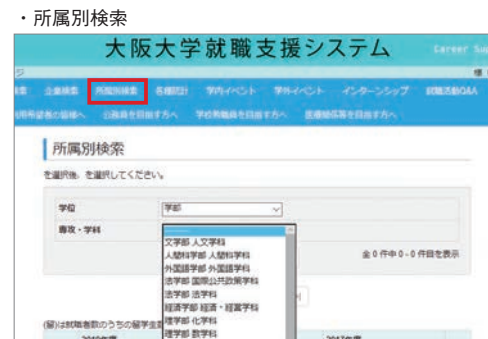 ・所属別検索
大阪大学就職支援システム
Career Su
ジ
様
検索 企業検索 所属別検索 各種統計 学内イベント 学外イベント インターンシップ 就職活動Q&A
公務員を目指す方へ 学校教職員を目指す方へ 医療関係等を目指す方へ
所属別検索
を選択後、を選択してください。
学位 学部
専攻・学科
文学部 人文学科
人間科学部 人間科学科
外国語学部 外国語学科
法学部 国際公共政策学科
全 0 件中 0 - 0 件目を表示
法学部 法学科
経済学部 経済・経営学科
理学部 化学科
(留)は就職者数のうちの留学生
理学部 数学科